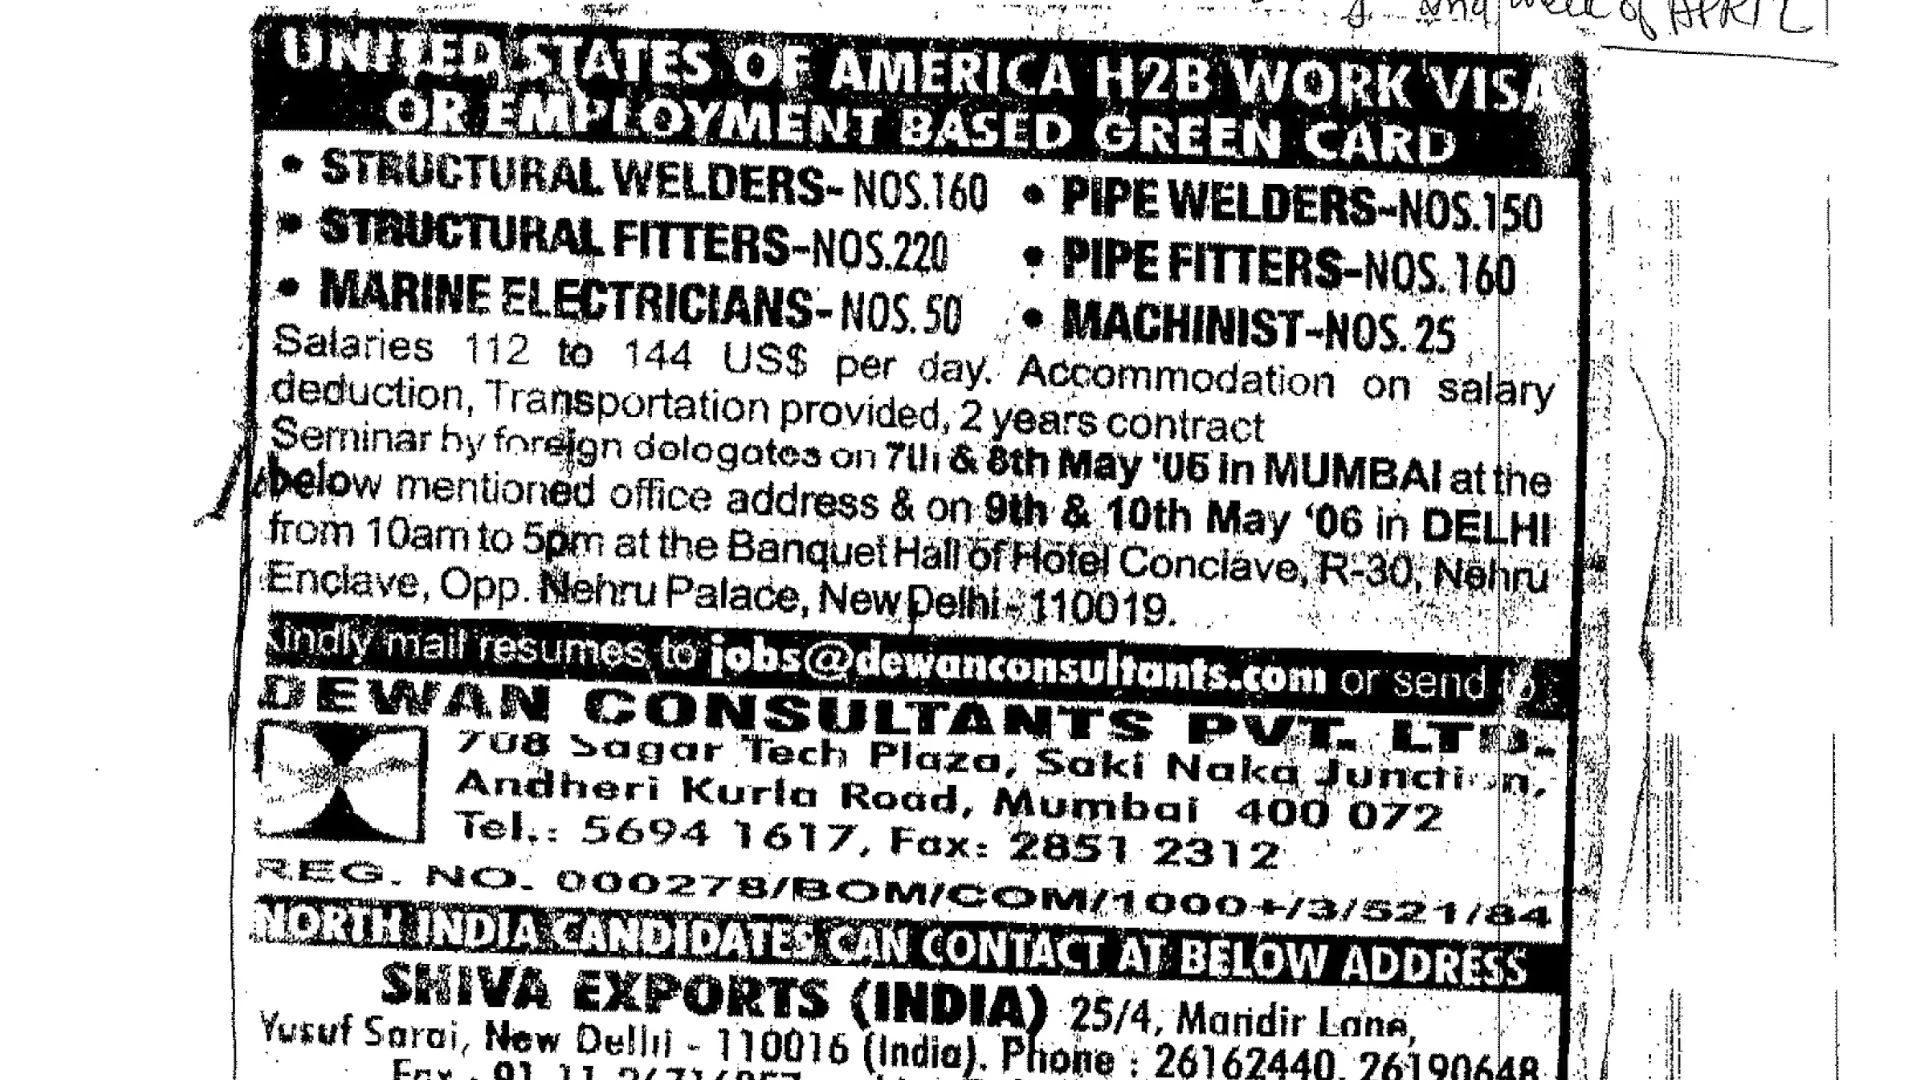 2nd week of APRIL
UNITED STATES OF AMERICA H2B WORK VISA
OR EMPLOYMENT BASED GREEN CARD
• STRUCTURAL WELDERS- NOS.160 • PIPE WELDERS-NOS.150
• STRUCTURAL FITTERS-NOS.220 • PIPE FITTERS-NOS.160
• MARINE ELECTRICIANS- NOS. 50 • MACHINIST-NOS. 25
Salaries 112 to 144 US$ per day. Accommodation on salary
deduction, Transportation provided, 2 years contract
Seminar by foreign delegates on 7th & 8th May '06 in MUMBAI at the
below mentioned office address & on 9th & 10th May '06 in DELHI
from 10am to 5pm at the Banquet Hall of Hotel Conclave, R-30, Nehru
Enclave, Opp. Nehru Palace, New Delhi - 110019.
kindly mail resumes to jobs@dewanconsultants.com or send to
DEWAN CONSULTANTS PVT. LTD.
708 Sagar Tech Plaza, Saki Naka Junction,
Andheri Kurla Road, Mumbai 400 072
Tel.: 5694 1617, Fax: 2851 2312
REG. NO. 000278/BOM/COM/1000+/3/521/84
NORTH INDIA CANDIDATES CAN CONTACT AT BELOW ADDRESS
SHIVA EXPORTS (INDIA) 25/4, Mandir Lane,
Yusuf Sarai, New Delhi - 110016 (India). Phone : 26162440, 26190648
Fax : 91-11-